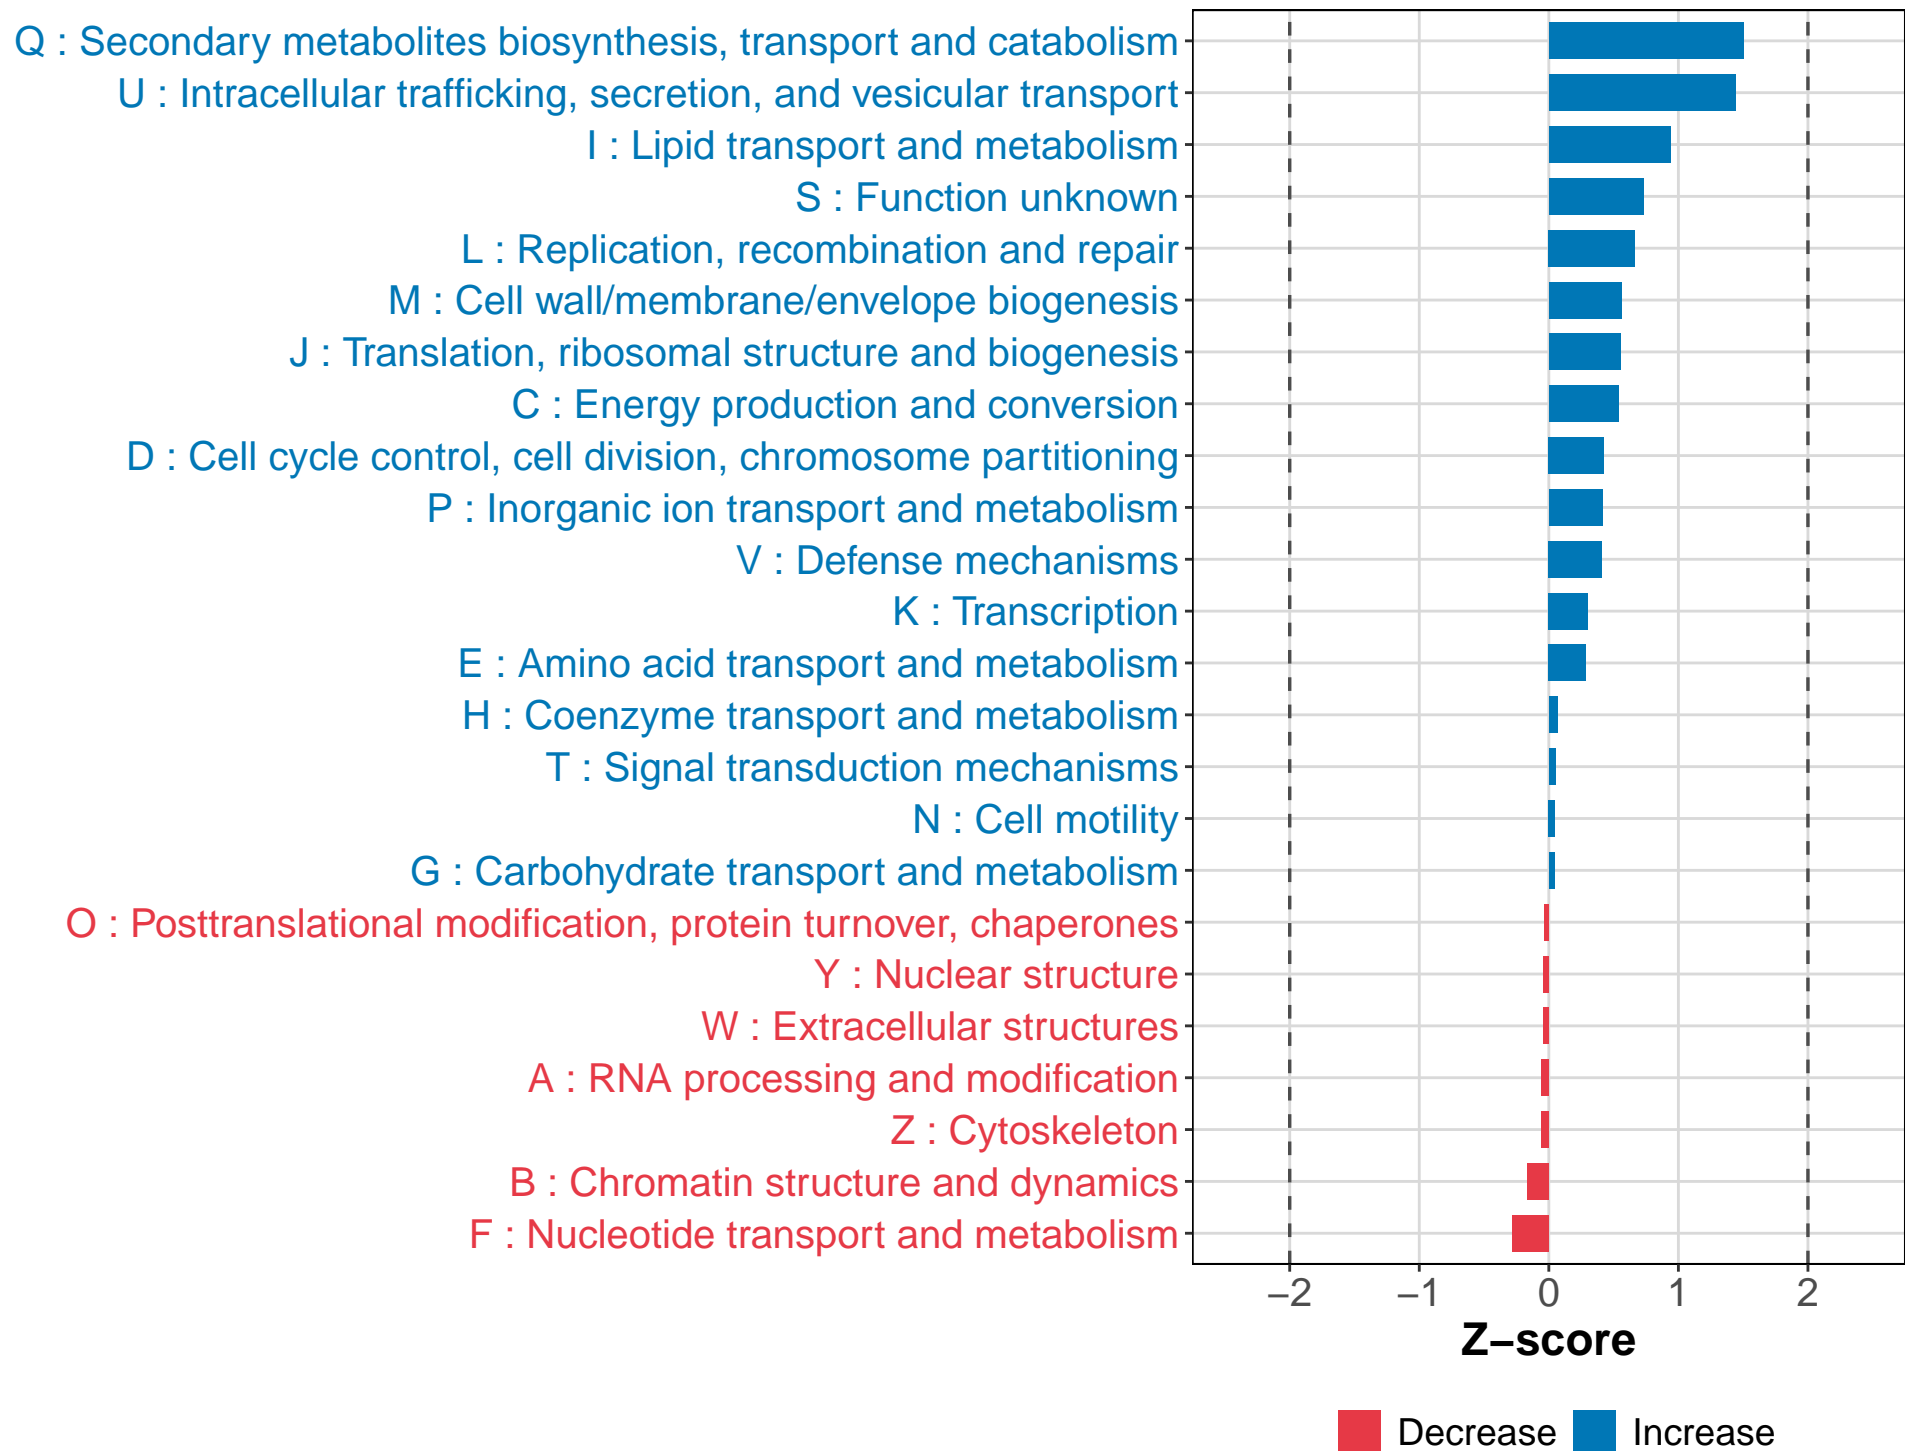 Q : Secondary metabolites biosynthesis, transport and catabolism
U : Intracellular trafficking, secretion, and vesicular transport
I : Lipid transport and metabolism
S : Function unknown
L : Replication, recombination and repair
M : Cell wall/membrane/envelope biogenesis
J : Translation, ribosomal structure and biogenesis
C : Energy production and conversion
D : Cell cycle control, cell division, chromosome partitioning
P : Inorganic ion transport and metabolism
V : Defense mechanisms
K : Transcription
E : Amino acid transport and metabolism
H : Coenzyme transport and metabolism
T : Signal transduction mechanisms
N : Cell motility
G : Carbohydrate transport and metabolism
O : Posttranslational modification, protein turnover, chaperones
Y : Nuclear structure
W : Extracellular structures
A : RNA processing and modification
Z : Cytoskeleton
B : Chromatin structure and dynamics
F : Nucleotide transport and metabolism
−2 −1 0 1 2
Z−score
Decrease Increase